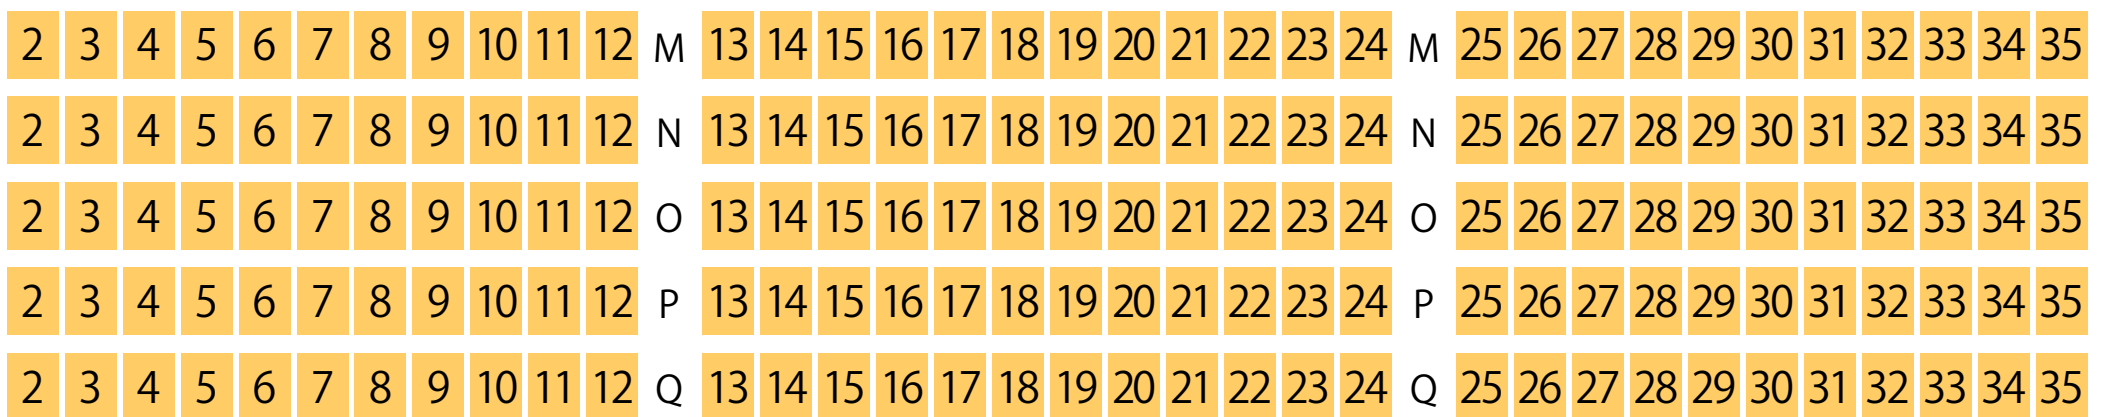 2 3 4 5 6 7 8 9 10 11 12 M 13 14 15 16 17 18 19 20 21 22 23 24 M 25 26 27 28 29 30 31 32 33 34 35
2 3 4 5 6 7 8 9 10 11 12 N 13 14 15 16 17 18 19 20 21 22 23 24 N 25 26 27 28 29 30 31 32 33 34 35
2 3 4 5 6 7 8 9 10 11 12 O 13 14 15 16 17 18 19 20 21 22 23 24 O 25 26 27 28 29 30 31 32 33 34 35
2 3 4 5 6 7 8 9 10 11 12 P 13 14 15 16 17 18 19 20 21 22 23 24 P 25 26 27 28 29 30 31 32 33 34 35
2 3 4 5 6 7 8 9 10 11 12 Q 13 14 15 16 17 18 19 20 21 22 23 24 Q 25 26 27 28 29 30 31 32 33 34 35